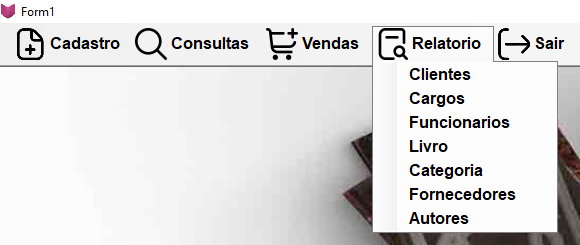 Form1
Cadastro Consultas Vendas Relatorio Sair
Clientes
Cargos
Funcionarios
Livro
Categoria
Fornecedores
Autores